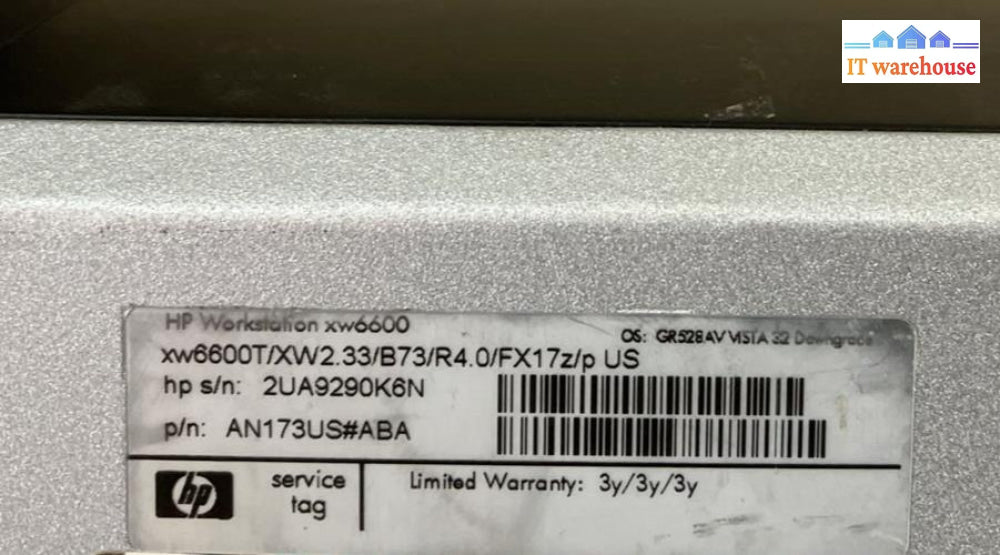 IT warehouse
HP Workstation xw6600
OS: GR528AV VISTA 32 Downgrade
xw6600T/XW2.33/B73/R4.0/FX17z/p US
hp s/n: 2UA9290K6N
p/n: AN173US#ABA
hp
service
tag
Limited Warranty: 3y/3y/3y